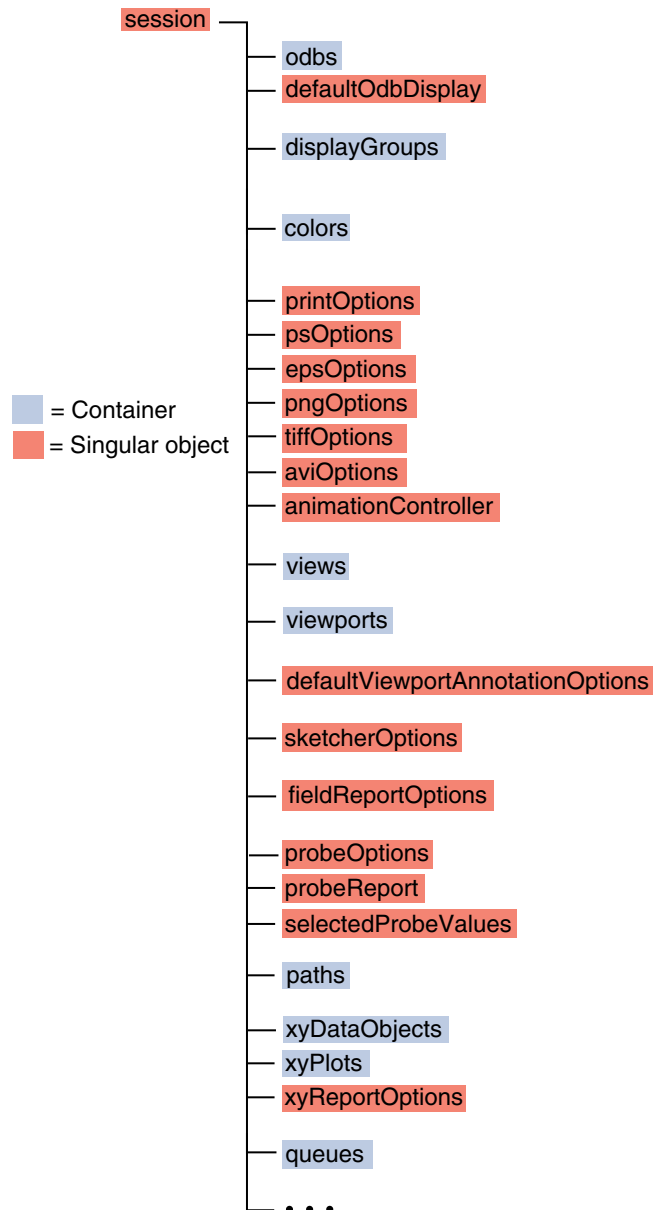 session
odbs
defaultOdbDisplay
displayGroups
colors
printOptions
psOptions
epsOptions
pngOptions
tiffOptions
aviOptions
animationController
= Container
= Singular object
views
viewports
defaultViewportAnnotationOptions
sketcherOptions
fieldReportOptions
probeOptions
probeReport
selectedProbeValues
paths
xyDataObjects
xyPlots
xyReportOptions
queues
• • •